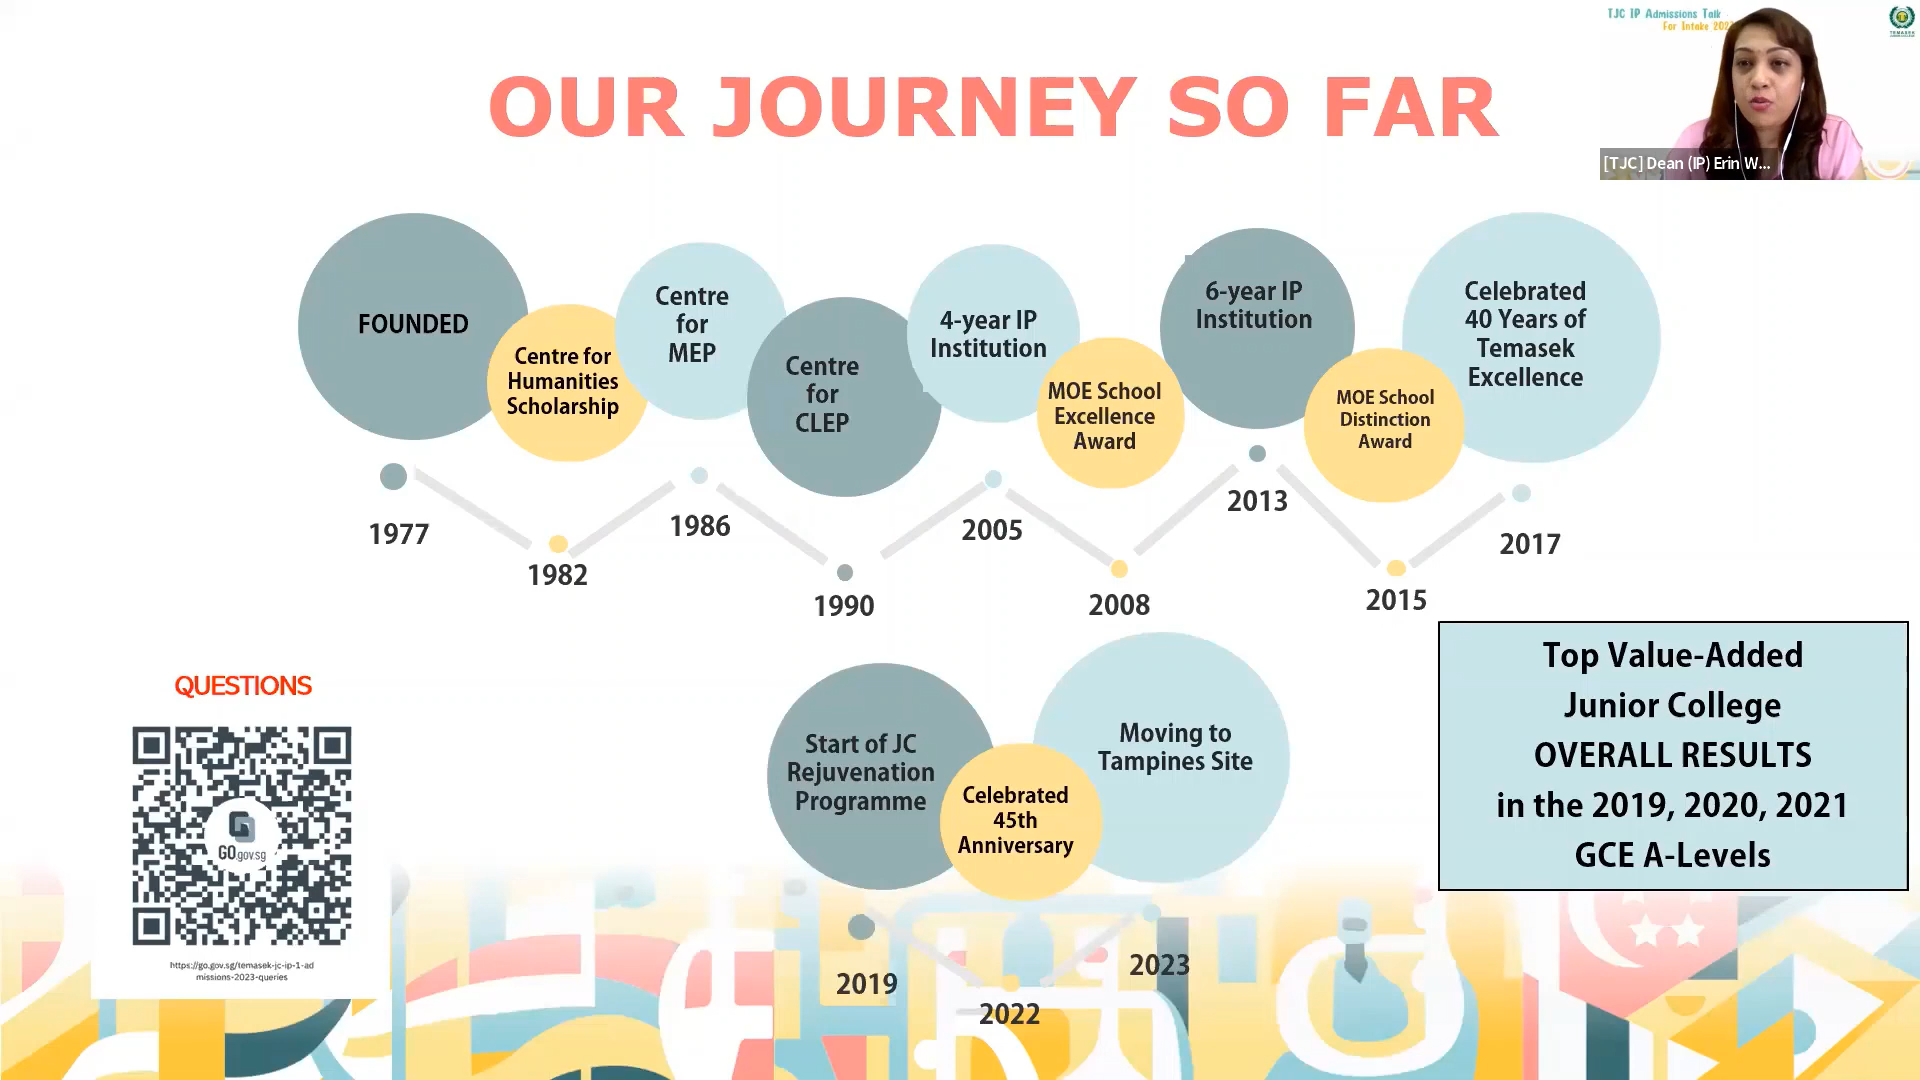 TJC IP Admissions Talk
For Intake
TEMASEK
[TJC] Dean (IP) Erin W...
OUR JOURNEY SO FAR
FOUNDED
1977
Centre for
Humanities
Scholarship
1982
Centre
for
MEP
1986
Centre
for
CLEP
1990
4-year IP
Institution
2005
MOE School
Excellence
Award
2008
6-year IP
Institution
2013
MOE School
Distinction
Award
2015
Celebrated
40 Years of
Temasek
Excellence
2017
Start of JC
Rejuvenation
Programme
2019
Celebrated
45th
Anniversary
2022
Moving to
Tampines Site
2023
Top Value-Added
Junior College
OVERALL RESULTS
in the 2019, 2020, 2021
GCE A-Levels
QUESTIONS
GO.gov.sg
https://go.gov.sg/temasek-jc-ip-1-ad
missions-2023-queries